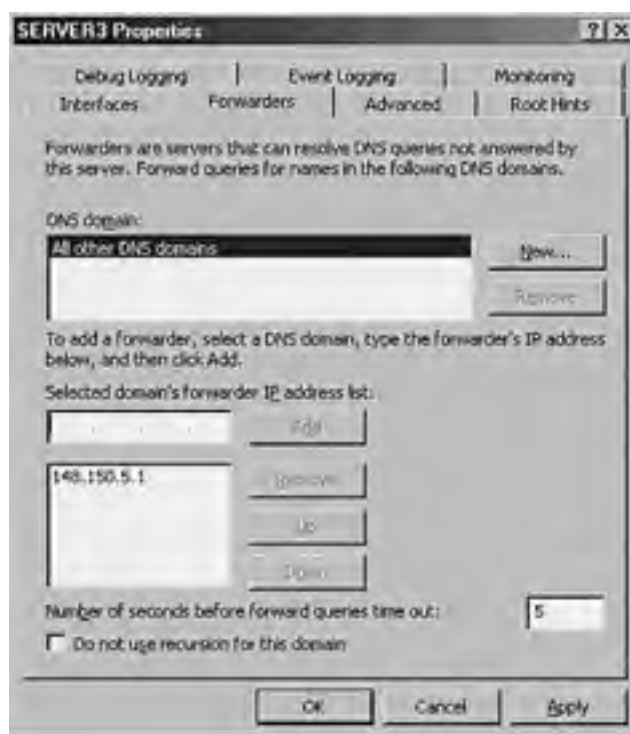 SERVER3 Properties
Debug Logging
Event Logging
Monitoring
Interfaces
Forwarders
Advanced
Root Hints
Forwarders are servers that can resolve DNS queries not answered by
this server. Forward queries for names in the following DNS domains.
DNS domain:
All other DNS domains
New...
Remove
To add a forwarder, select a DNS domain, type the forwarder's IP address
below, and then click Add.
Selected domain's forwarder IP address list:
Add
148.150.5.1
Remove
Up
Down
Number of seconds before forward queries time out:
5
Do not use recursion for this domain
OK
Cancel
Apply